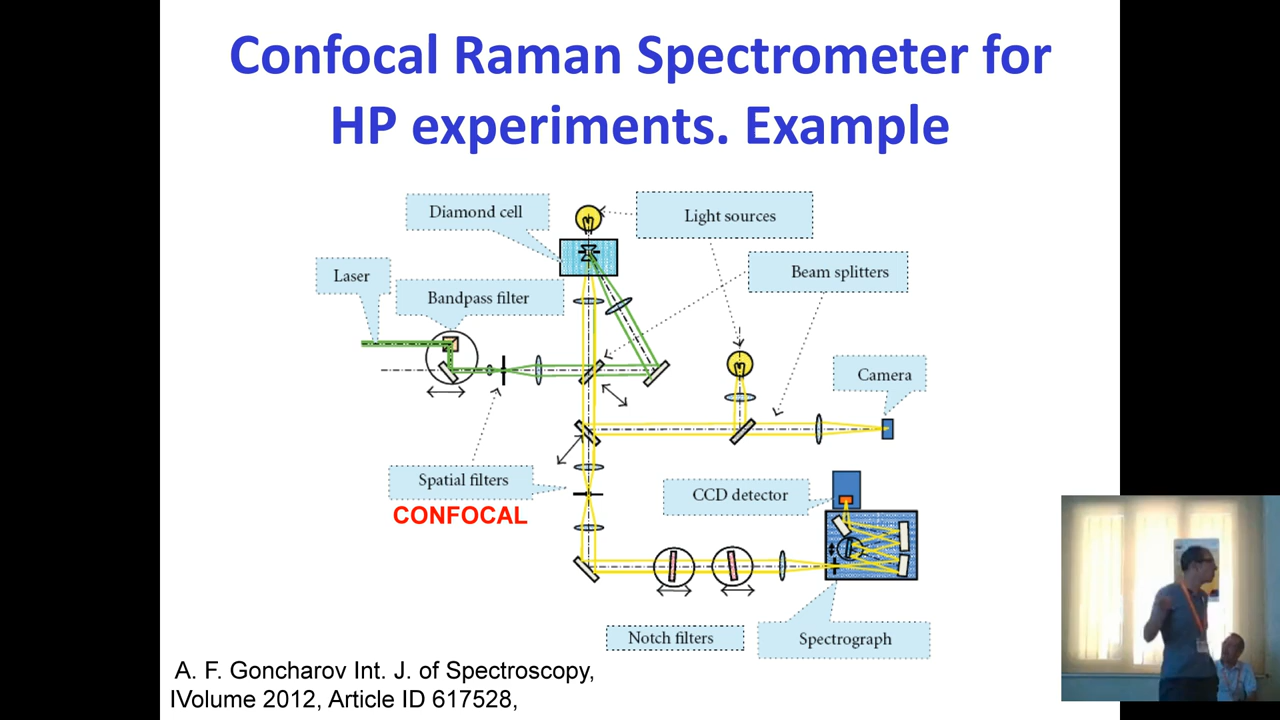 Confocal Raman Spectrometer for
HP experiments. Example
Diamond cell
Light sources
Beam splitters
Laser
Bandpass filter
Camera
Spatial filters
CONFOCAL
CCD detector
Notch filters
Spectrograph
A. F. Goncharov Int. J. of Spectroscopy,
IVolume 2012, Article ID 617528,